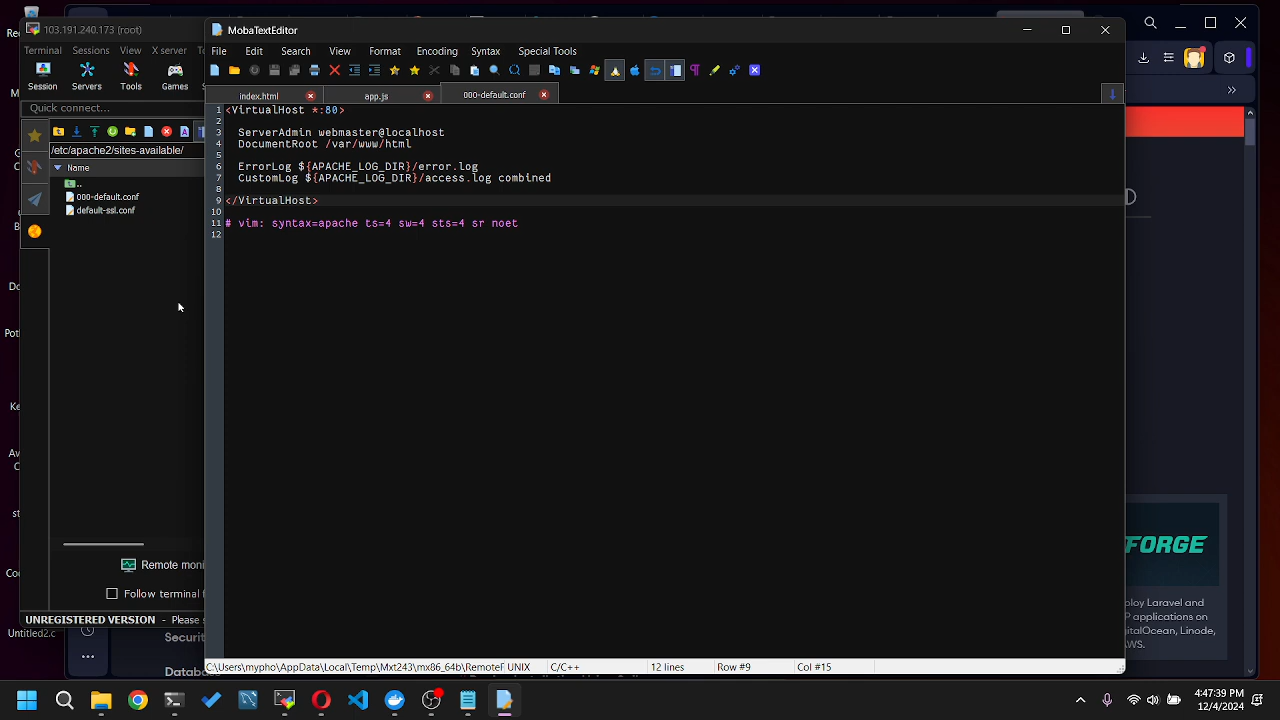 103.191.240.173 (root)
Terminal Sessions View X server
Session Servers Tools Games
Quick connect...
/etc/apache2/sites-available/
Name
..
000-default.conf
default-ssl.conf
Remote moni
Follow terminal f
UNREGISTERED VERSION - Please s
Untitled2.c
MobaTextEditor
File Edit Search View Format Encoding Syntax Special Tools
index.html app.js 000-default.conf
1 <VirtualHost *:80>
2
3 ServerAdmin webmaster@localhost
4 DocumentRoot /var/www/html
5
6 ErrorLog ${APACHE_LOG_DIR}/error.log
7 CustomLog ${APACHE_LOG_DIR}/access.log combined
8
9 </VirtualHost>
10
11 # vim: syntax=apache ts=4 sw=4 sts=4 sr noet
12
C:\Users\mypho\AppData\Local\Temp\Mxt243\mx86_64b\RemoteF UNIX C/C++ 12 lines Row #9 Col #15
FORGE
ploy Laravel and
P applications on
igitalOcean, Linode,
AWS.
Securit
Database
4:47:39 PM
12/4/2024